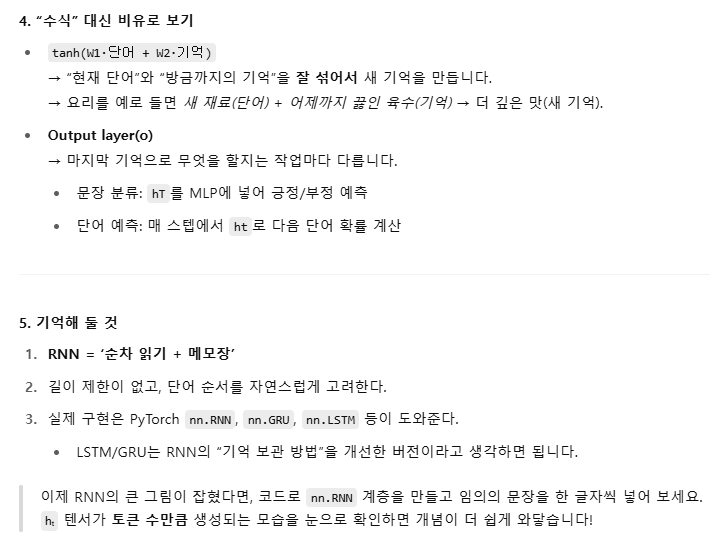 4. “수식” 대신 비유로 보기
tanh(W1·단어 + W2·기억)
→ “현재 단어”와 “방금까지의 기억”을 잘 섞어서 새 기억을 만듭니다.
→ 요리를 예로 들면 새 재료(단어) + 어제까지 끓인 육수(기억) → 더 깊은 맛(새 기억).
Output layer(o)
→ 마지막 기억으로 무엇을 할지는 작업마다 다릅니다.
문장 분류: hT를 MLP에 넣어 긍정/부정 예측
단어 예측: 매 스텝에서 ht로 다음 단어 확률 계산
5. 기억해 둘 것
1. RNN = ‘순차 읽기 + 메모장’
2. 길이 제한이 없고, 단어 순서를 자연스럽게 고려한다.
3. 실제 구현은 PyTorch nn.RNN, nn.GRU, nn.LSTM 등이 도와준다.
LSTM/GRU는 RNN의 “기억 보관 방법”을 개선한 버전이라고 생각하면 됩니다.
이제 RNN의 큰 그림이 잡혔다면, 코드로 nn.RNN 계층을 만들고 임의의 문장을 한 글자씩 넣어 보세요.
hₜ 텐서가 토큰 수만큼 생성되는 모습을 눈으로 확인하면 개념이 더 쉽게 와닿습니다!